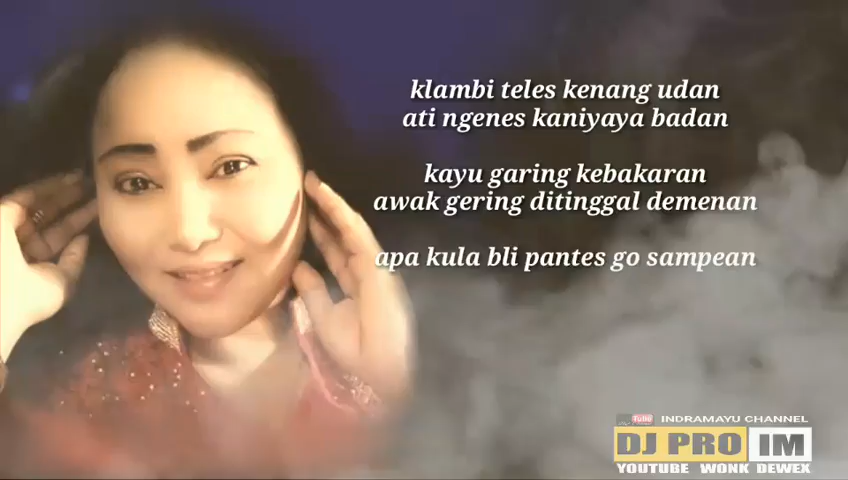 klambi teles kenang udan
ati ngenes kaniyaya badan
kayu garing kebakaran
awak gering ditinggal demenan
apa kula bli pantes go sampean
Tube INDRAMAYU CHANNEL
DJ PRO IM
YOUTUBE WONK DEWEX